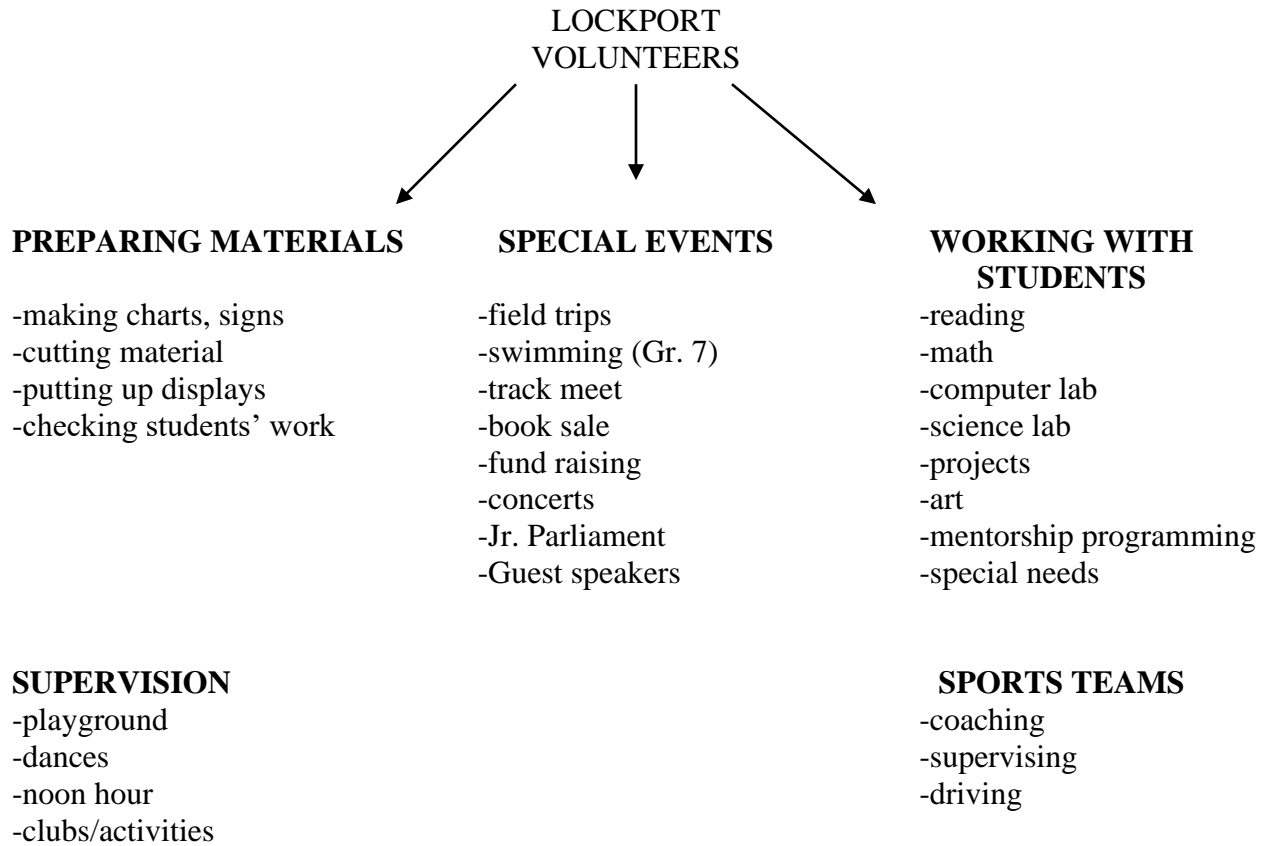 LOCKPORT
VOLUNTEERS
PREPARING MATERIALS
-making charts, signs
-cutting material
-putting up displays
-checking students’ work
SPECIAL EVENTS
-field trips
-swimming (Gr. 7)
-track meet
-book sale
-fund raising
-concerts
-Jr. Parliament
-Guest speakers
WORKING WITH
STUDENTS
-reading
-math
-computer lab
-science lab
-projects
-art
-mentorship programming
-special needs
SUPERVISION
-playground
-dances
-noon hour
-clubs/activities
SPORTS TEAMS
-coaching
-supervising
-driving